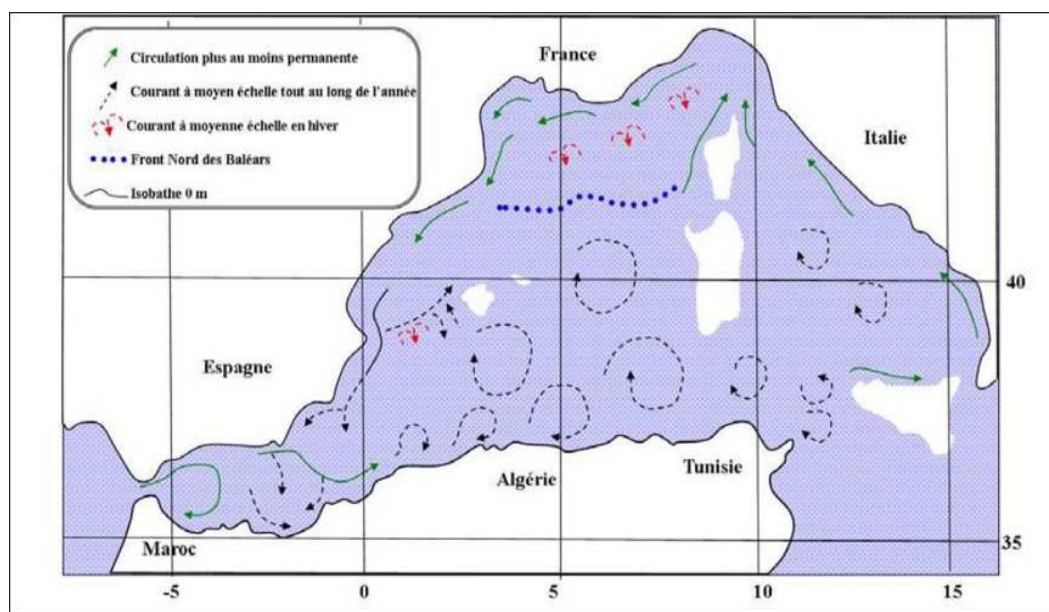 Circulation plus au moins permanente
Courant à moyen échelle tout au long de l'année
Courant à moyenne échelle en hiver
Front Nord des Baléars
Isobathe 0 m
France
Italie
40
Espagne
Algérie
Tunisie
Maroc
35
-5
0
5
10
15